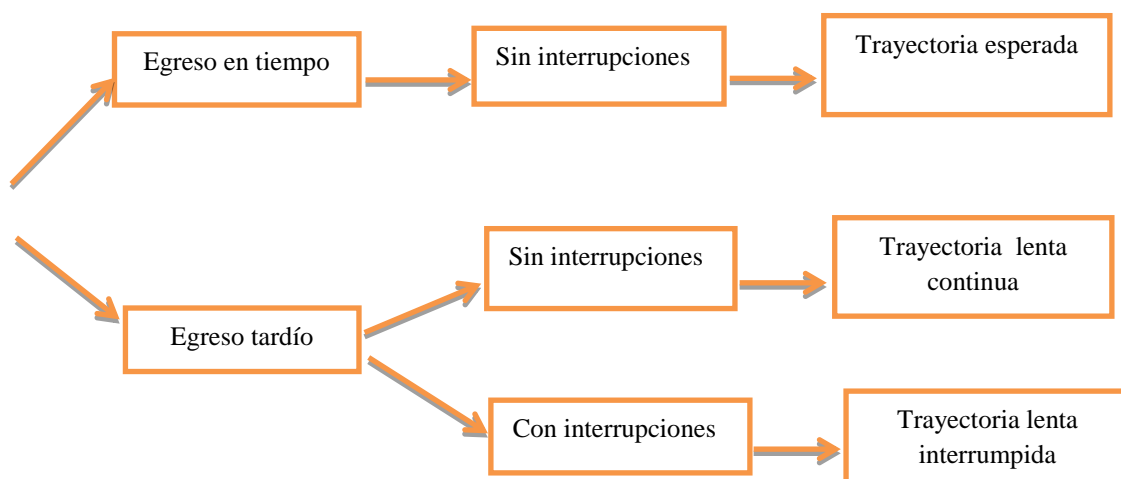 Egreso en tiempo
Sin interrupciones
Trayectoria esperada
Egreso tardío
Sin interrupciones
Trayectoria lenta
continua
Con interrupciones
Trayectoria lenta
interrumpida